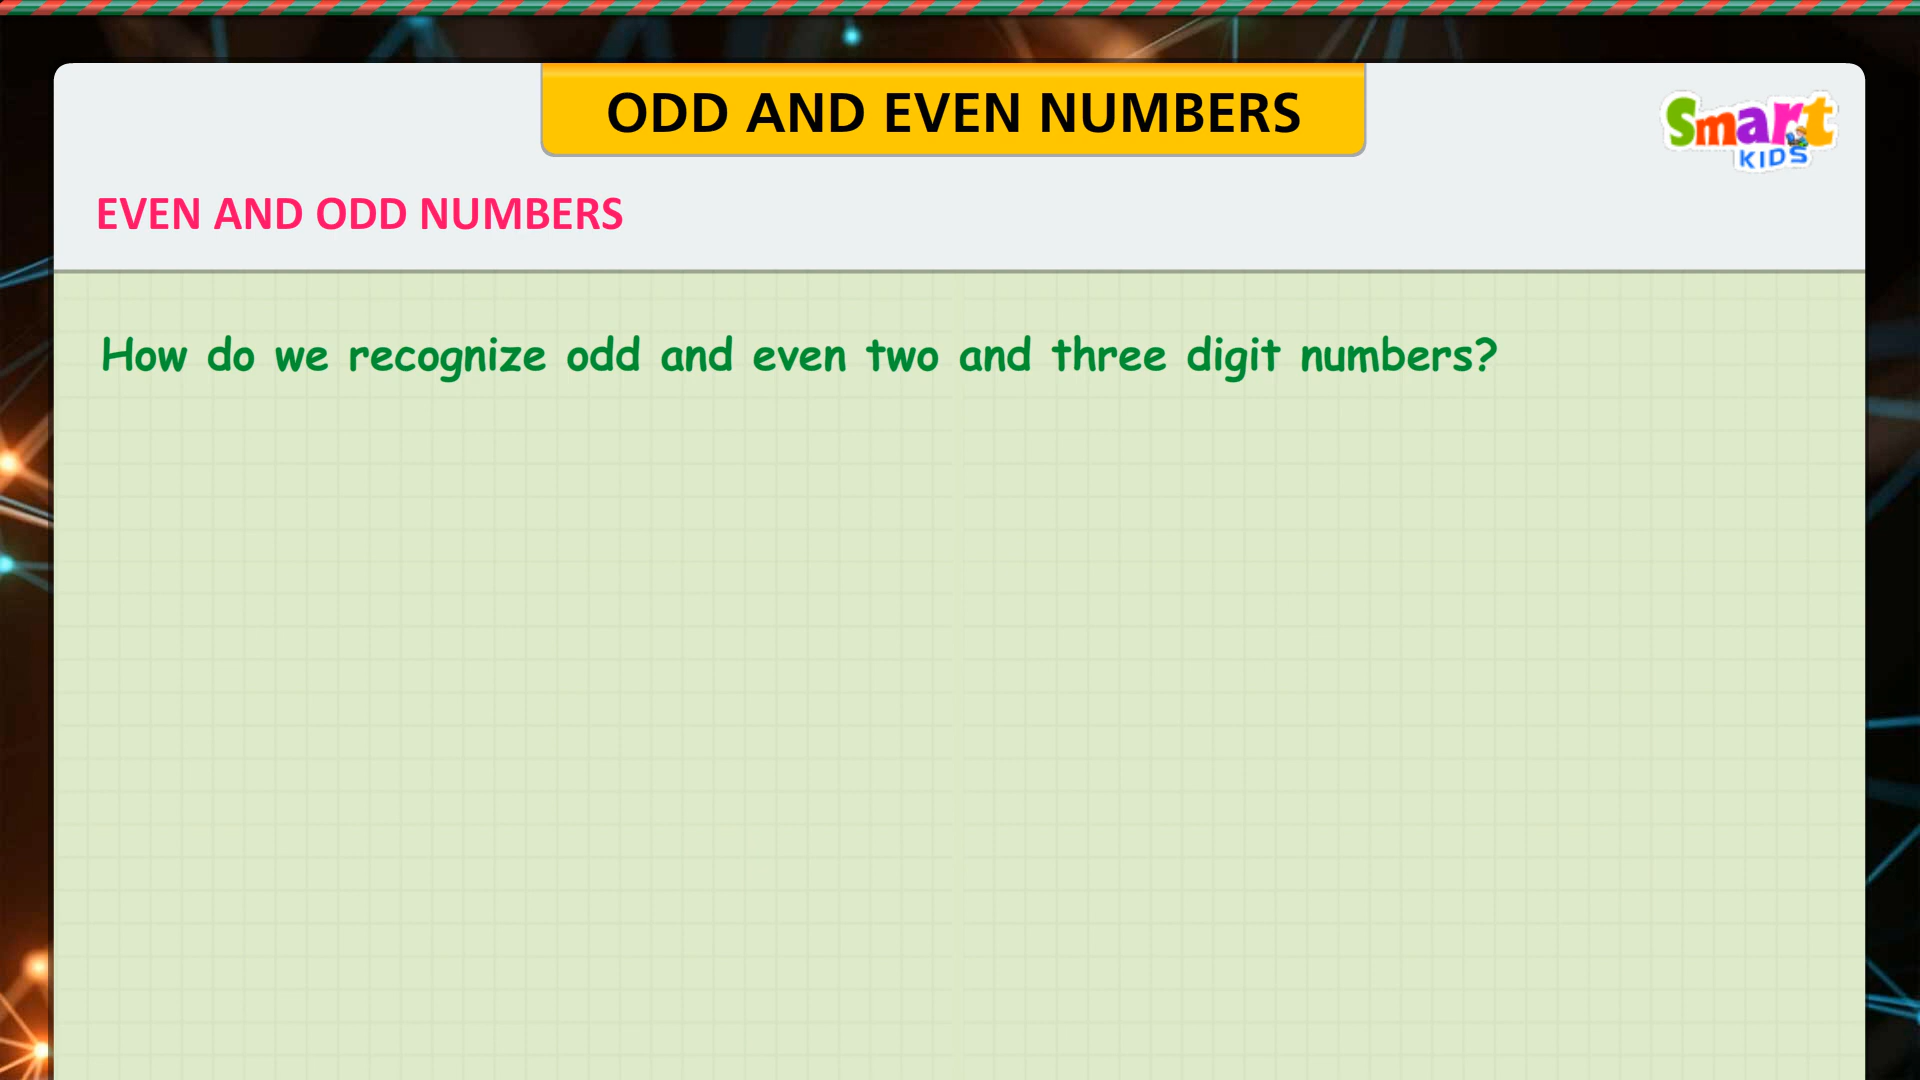 ODD AND EVEN NUMBERS
Smart
KIDS
EVEN AND ODD NUMBERS
How do we recognize odd and even two and three digit numbers?